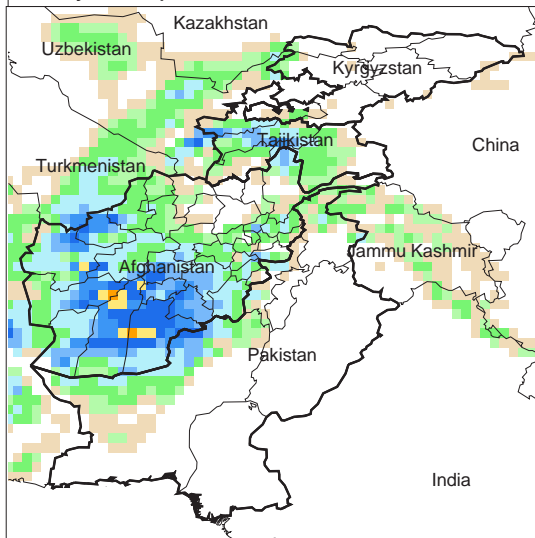 Kazakhstan
Uzbekistan
Kyrgyzstan
Tajikistan
China
Turkmenistan
Jammu Kashmir
Afghanistan
Pakistan
India